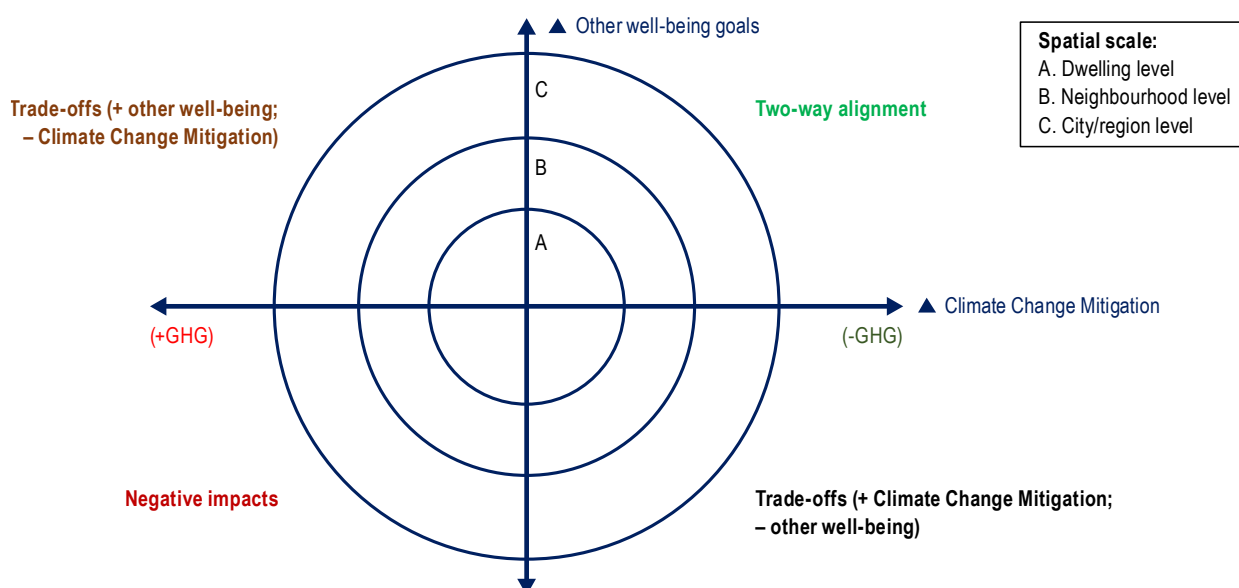 ▲ Other well-being goals
Spatial scale:
A. Dwelling level
B. Neighbourhood level
C. City/region level
Trade-offs (+ other well-being;
– Climate Change Mitigation)
C
Two-way alignment
B
A
▲ Climate Change Mitigation
(+GHG)
(-GHG)
Negative impacts
Trade-offs (+ Climate Change Mitigation;
– other well-being)